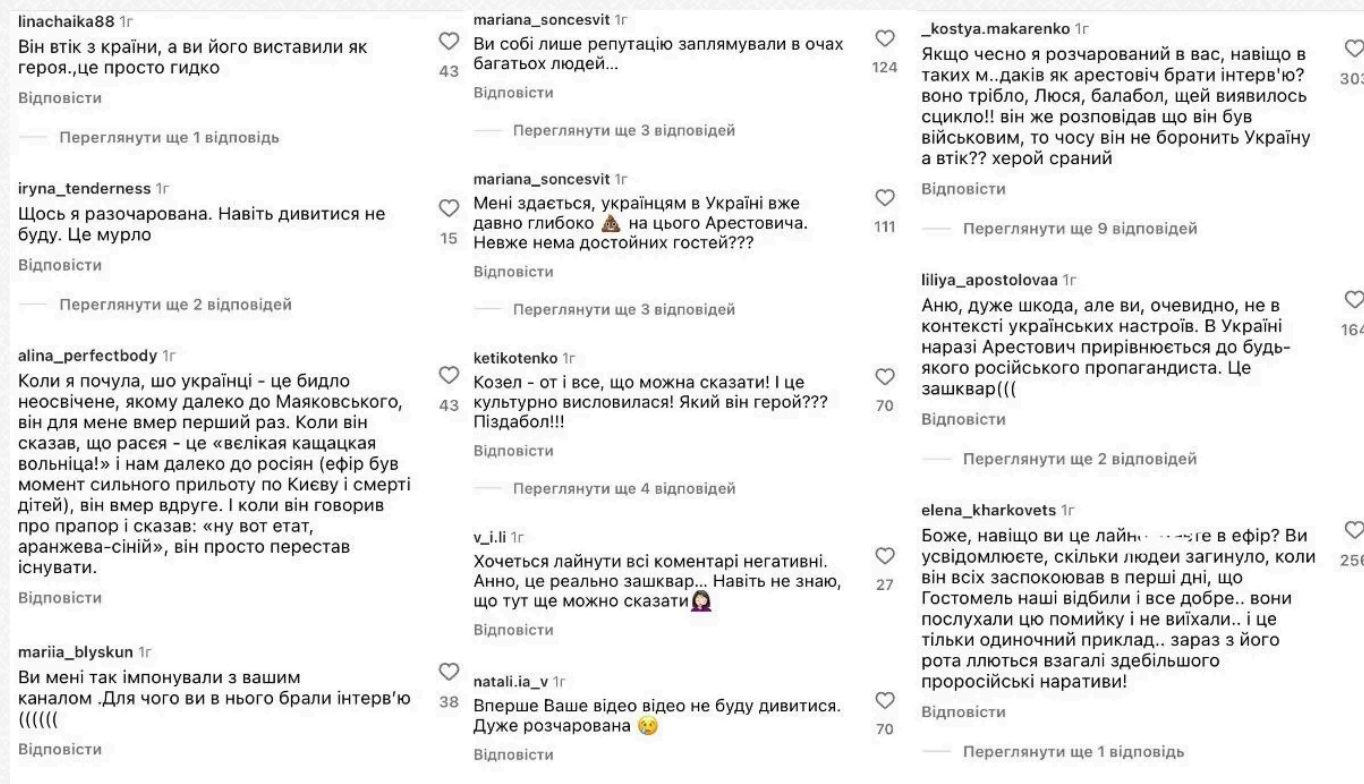 linachaika88 1г
Він втік з країни, а ви його виставили як
героя.,це просто гидко
43
Відповісти
Переглянути ще 1 відповідь
iryna_tenderness 1г
Щось я разочарована. Навіть дивитися не
буду. Це мурло
15
Відповісти
Переглянути ще 2 відповідей
alina_perfectbody 1г
Коли я почула, шо українці - це бидло
неосвічене, якому далеко до Маяковського,
він для мене вмер перший раз. Коли він
сказав, що расєя - це «вєлікая кащацкая
вольніца!» і нам далеко до росіян (ефір був
момент сильного прильоту по Києву і смерті
дітей), він вмер вдруге. І коли він говорив
про прапор і сказав: «ну вот етат,
аранжева-сіній», він просто перестав
існувати.
43
Відповісти
mariia_blyskun 1г
Ви мені так імпонували з вашим
каналом .Для чого ви в нього брали інтерв’ю
((((((
38
Відповісти
mariana_soncesvit 1г
Ви собі лише репутацію заплямували в очах
багатьох людей...
124
Відповісти
Переглянути ще 3 відповідей
mariana_soncesvit 1г
Мені здається, українцям в Україні вже
давно глибоко 💩 на цього Арестовича.
Невже нема достойних гостей???
111
Відповісти
Переглянути ще 3 відповідей
ketikotenko 1г
Козел - от і все, що можна сказати! І це
культурно висловилася! Який він герой???
Піздабол!!!
70
Відповісти
Переглянути ще 4 відповідей
v_i.li 1г
Хочеться лайнути всі коментарі негативні.
Анно, це реально зашквар... Навіть не знаю,
що тут ще можно сказати🤦🏻‍♀️
27
Відповісти
natali.ia_v 1г
Вперше Ваше відео відео не буду дивитися.
Дуже розчарована 😢
70
Відповісти
_kostya.makarenko 1г
Якщо чесно я розчарований в вас, навіщо в
таких м..даків як арестовіч брати інтерв'ю?
воно трібло, Люся, балабол, щей виявилось
сцикло!! він же розповідав що він був
військовим, то чосу він не боронить Україну
а втік?? херой сраний
303
Відповісти
Переглянути ще 9 відповідей
liliya_apostolovaa 1г
Аню, дуже шкода, але ви, очевидно, не в
контексті українських настроїв. В Україні
наразі Арестович прирівнюється до будь-
якого російського пропагандиста. Це
зашквар(((
164
Відповісти
Переглянути ще 2 відповідей
elena_kharkovets 1г
Боже, навіщо ви це в ефір? Ви
усвідомлюєте, скільки людей загинуло, коли
він всіх заспокоював в перші дні, що
Гостомель наші відбили і все добре.. вони
послухали цю помийку і не виїхали.. і це
тільки одиночний приклад.. зараз з його
рота ллються взагалі здебільшого
проросійські наративи!
256
Відповісти
Переглянути ще 1 відповідь